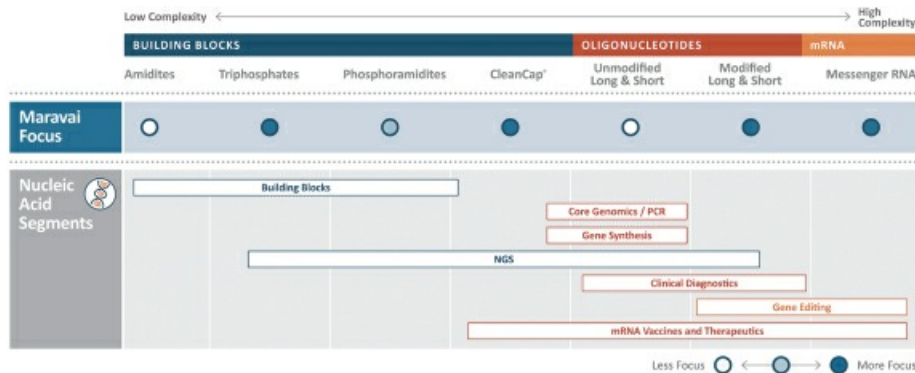 Low Complexity
High
Complexity
BUILDING BLOCKS
OLIGONUCLEOTIDES
mRNA
Amidites
Triphosphates
Phosphoramidites
CleanCap®
Unmodified
Long & Short
Modified
Long & Short
Messenger RNA
Maravai
Focus
Nucleic
Acid
Segments
Building Blocks
Core Genomics / PCR
Gene Synthesis
NGS
Clinical Diagnostics
Gene Editing
mRNA Vaccines and Therapeutics
Less Focus
More Focus